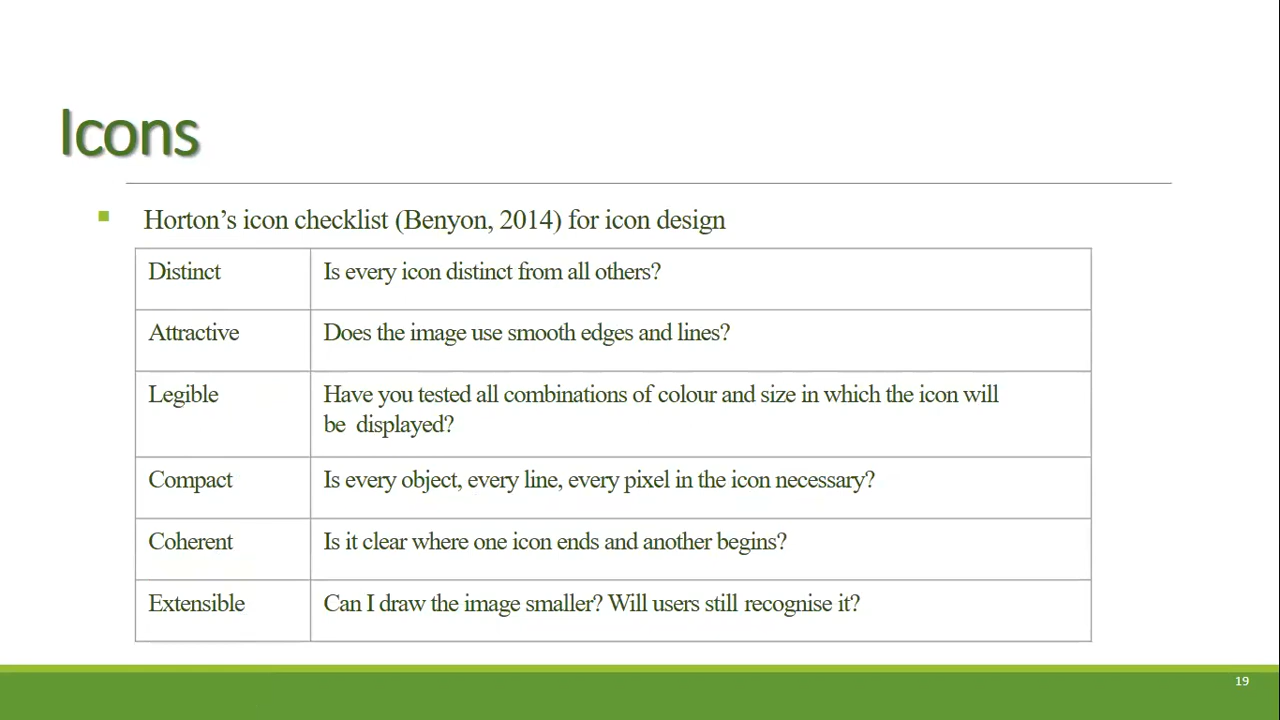 Icons
Horton’s icon checklist (Benyon, 2014) for icon design
Distinct
Is every icon distinct from all others?
Attractive
Does the image use smooth edges and lines?
Legible
Have you tested all combinations of colour and size in which the icon will
be displayed?
Compact
Is every object, every line, every pixel in the icon necessary?
Coherent
Is it clear where one icon ends and another begins?
Extensible
Can I draw the image smaller? Will users still recognise it?
19